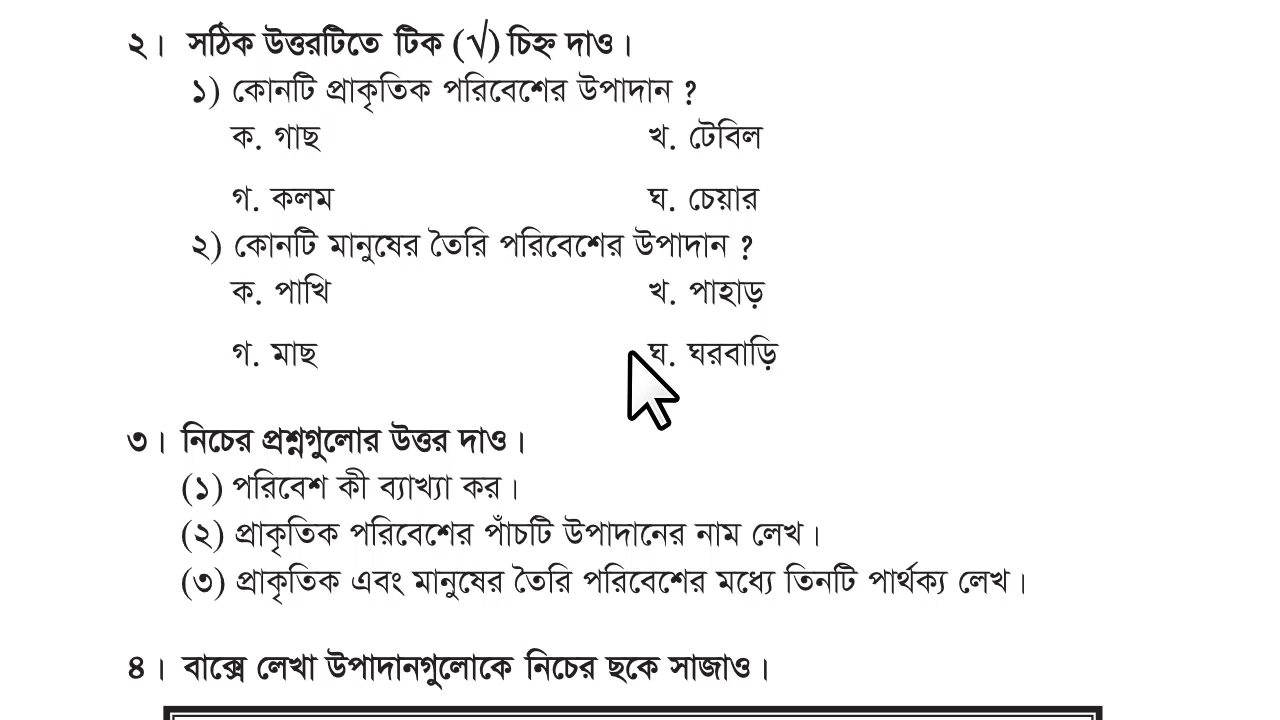 ২। সঠিক উত্তরটিতে টিক (√) চিহ্ন দাও।
১) কোনটি প্রাকৃতিক পরিবেশের উপাদান ?
ক. গাছ খ. টেবিল
গ. কলম ঘ. চেয়ার
২) কোনটি মানুষের তৈরি পরিবেশের উপাদান ?
ক. পাখি খ. পাহাড়
গ. মাছ ঘ. ঘরবাড়ি
৩। নিচের প্রশ্নগুলোর উত্তর দাও।
(১) পরিবেশ কী ব্যাখ্যা কর।
(২) প্রাকৃতিক পরিবেশের পাঁচটি উপাদানের নাম লেখ।
(৩) প্রাকৃতিক এবং মানুষের তৈরি পরিবেশের মধ্যে তিনটি পার্থক্য লেখ।
৪। বাক্সে লেখা উপাদানগুলোকে নিচের ছকে সাজাও।